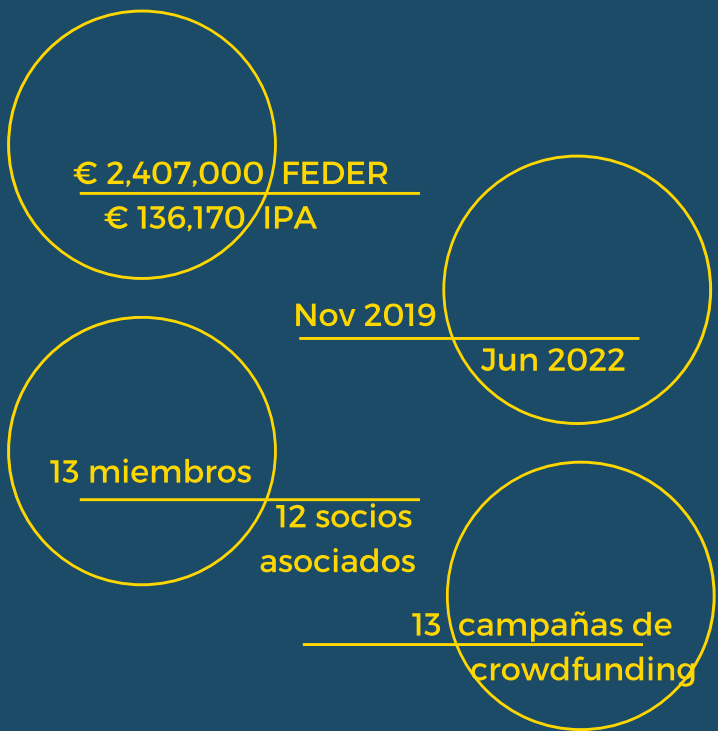 € 2,407,000 FEDER
€ 136,170 IPA
Nov 2019
Jun 2022
13 miembros
12 socios
asociados
13 campañas de
crowdfunding